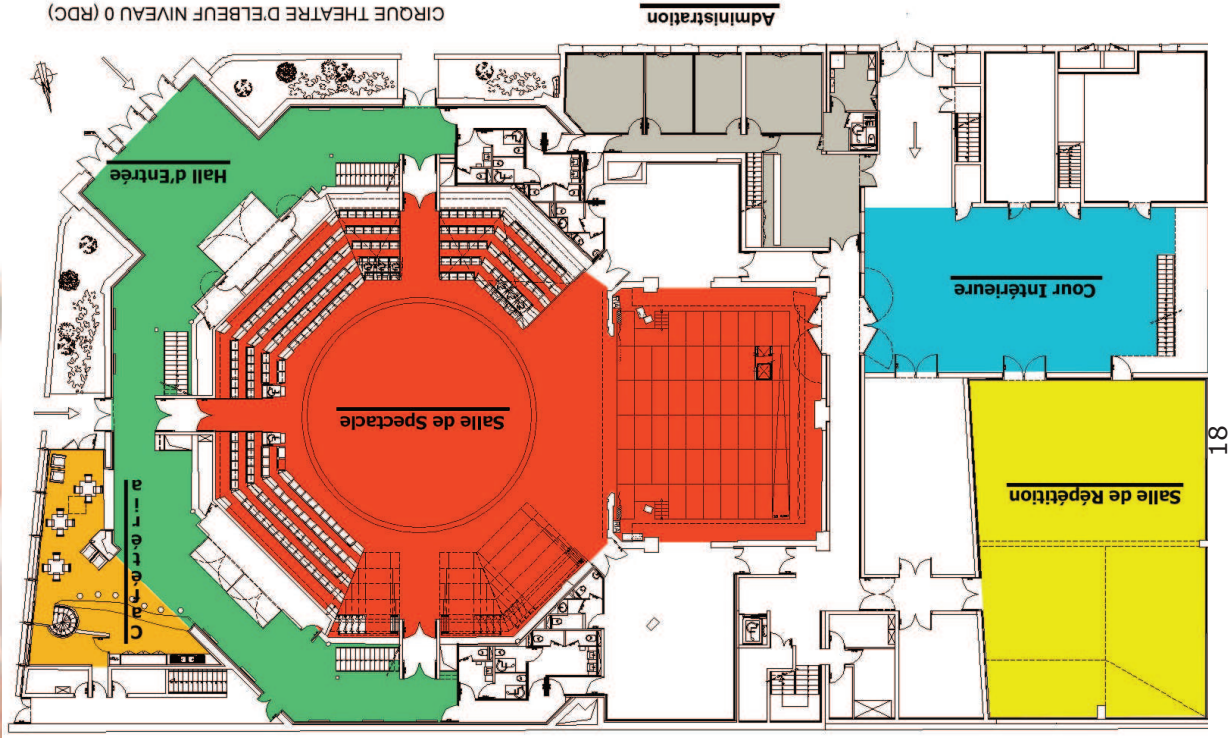 CIRQUE THEATRE D'ELBEUF NIVEAU 0 (RDC)
Administration
Hall d'Entrée
Cour Intérieure
Salle de Spectacle
Salle de Répétition
Cafétéria
18